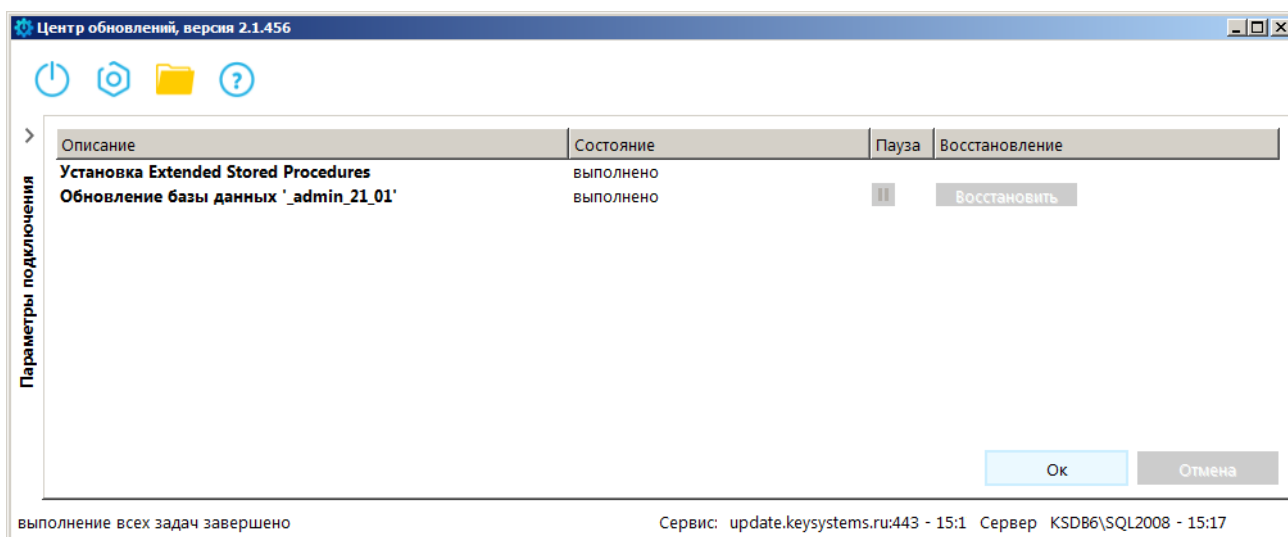 Центр обновлений, версия 2.1.456
Параметры подключения
Описание Состояние Пауза Восстановление
Установка Extended Stored Procedures выполнено
Обновление базы данных '_admin_21_01' выполнено Восстановить
Ок Отмена
выполнение всех задач завершено Сервис: update.keysystems.ru:443 - 15:1 Сервер KSDB6\SQL2008 - 15:17